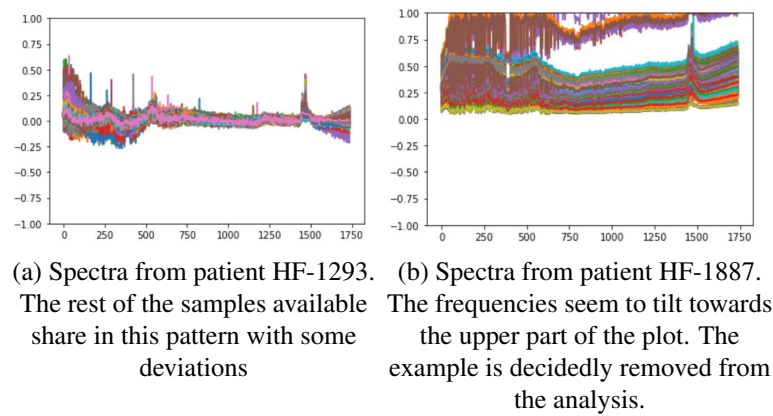 1.00
0.75
0.50
0.25
0.00
−0.25
−0.50
−0.75
−1.00
0 250 500 750 1000 1250 1500 1750
(a) Spectra from patient HF-1293.
The rest of the samples available
share in this pattern with some
deviations
1.00
0.75
0.50
0.25
0.00
−0.25
−0.50
−0.75
−1.00
0 250 500 750 1000 1250 1500 1750
(b) Spectra from patient HF-1887.
The frequencies seem to tilt towards
the upper part of the plot. The
example is decidedly removed from
the analysis.